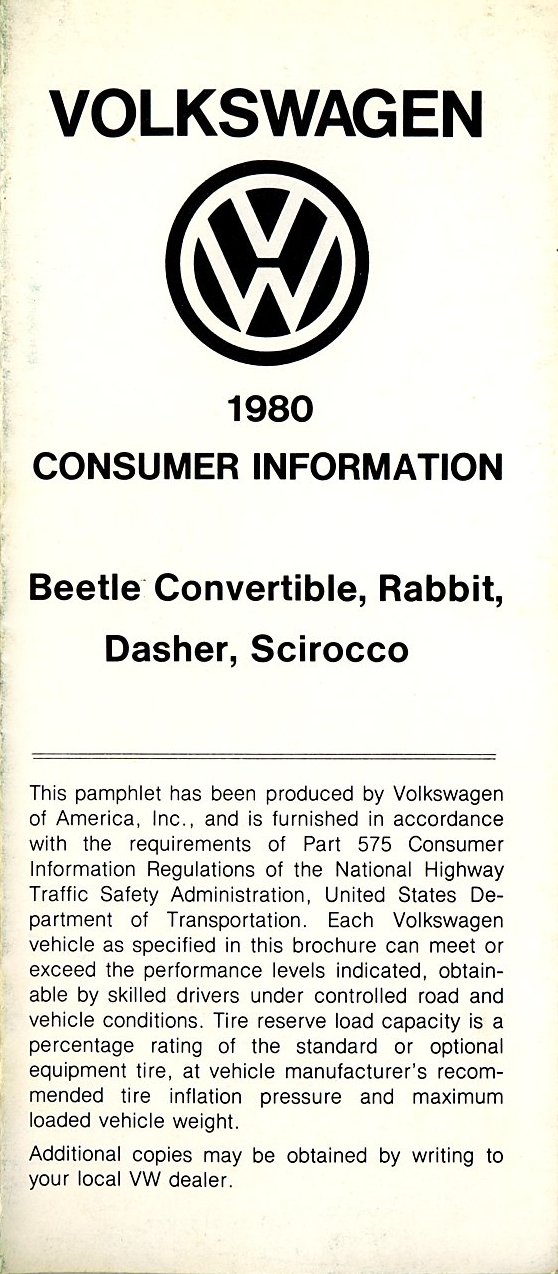 VOLKSWAGEN
1980
CONSUMER INFORMATION
Beetle Convertible, Rabbit,
Dasher, Scirocco
This pamphlet has been produced by Volkswagen
of America, Inc., and is furnished in accordance
with the requirements of Part 575 Consumer
Information Regulations of the National Highway
Traffic Safety Administration, United States De-
partment of Transportation. Each Volkswagen
vehicle as specified in this brochure can meet or
exceed the performance levels indicated, obtain-
able by skilled drivers under controlled road and
vehicle conditions. Tire reserve load capacity is a
percentage rating of the standard or optional
equipment tire, at vehicle manufacturer's recom-
mended tire inflation pressure and maximum
loaded vehicle weight.
Additional copies may be obtained by writing to
your local VW dealer.